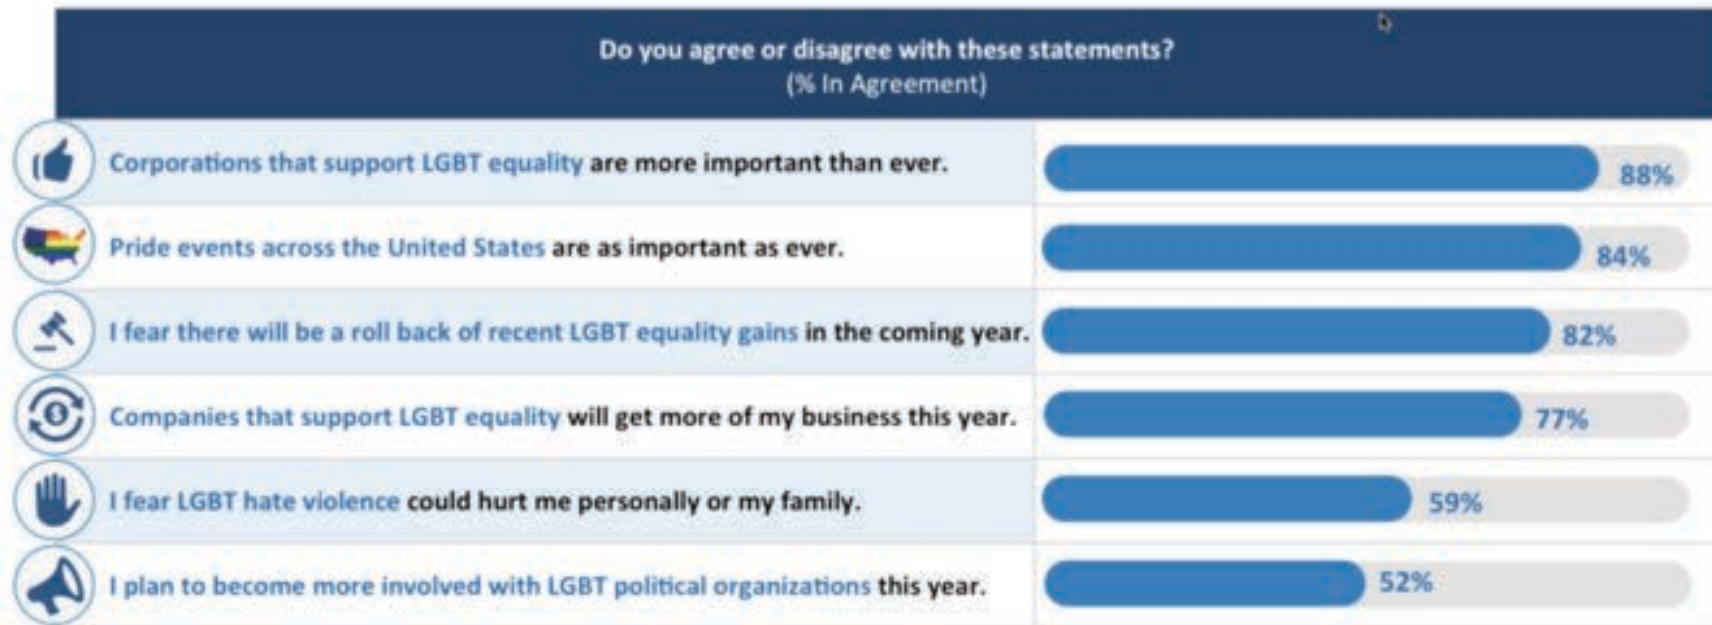 Do you agree or disagree with these statements?
(% In Agreement)
Corporations that support LGBT equality are more important than ever.
88%
Pride events across the United States are as important as ever.
84%
I fear there will be a roll back of recent LGBT equality gains in the coming year.
82%
Companies that support LGBT equality will get more of my business this year.
77%
I fear LGBT hate violence could hurt me personally or my family.
59%
I plan to become more involved with LGBT political organizations this year.
52%